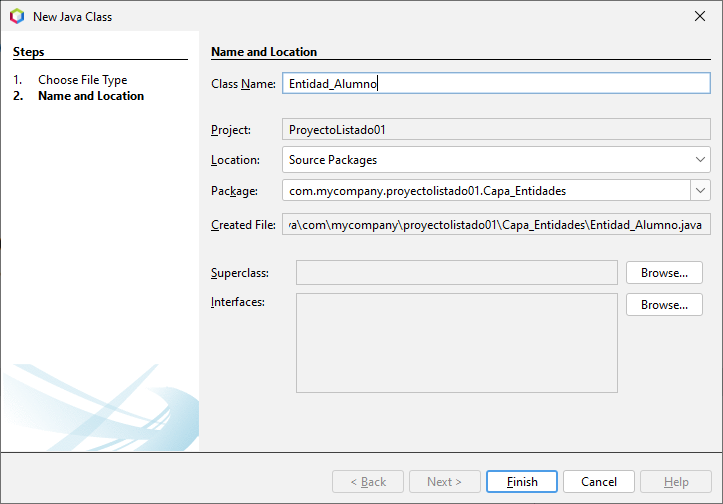 New Java Class
Steps
1. Choose File Type
2. Name and Location
Name and Location
Class Name: Entidad_Alumno
Project: ProyectoListado01
Location: Source Packages
Package: com.mycompany.proyectolistado01.Capa_Entidades
Created File: va\com\mycompany\proyectolistado01\Capa_Entidades\Entidad_Alumno.java
Superclass: Browse...
Interfaces: Browse...
< Back Next > Finish Cancel Help